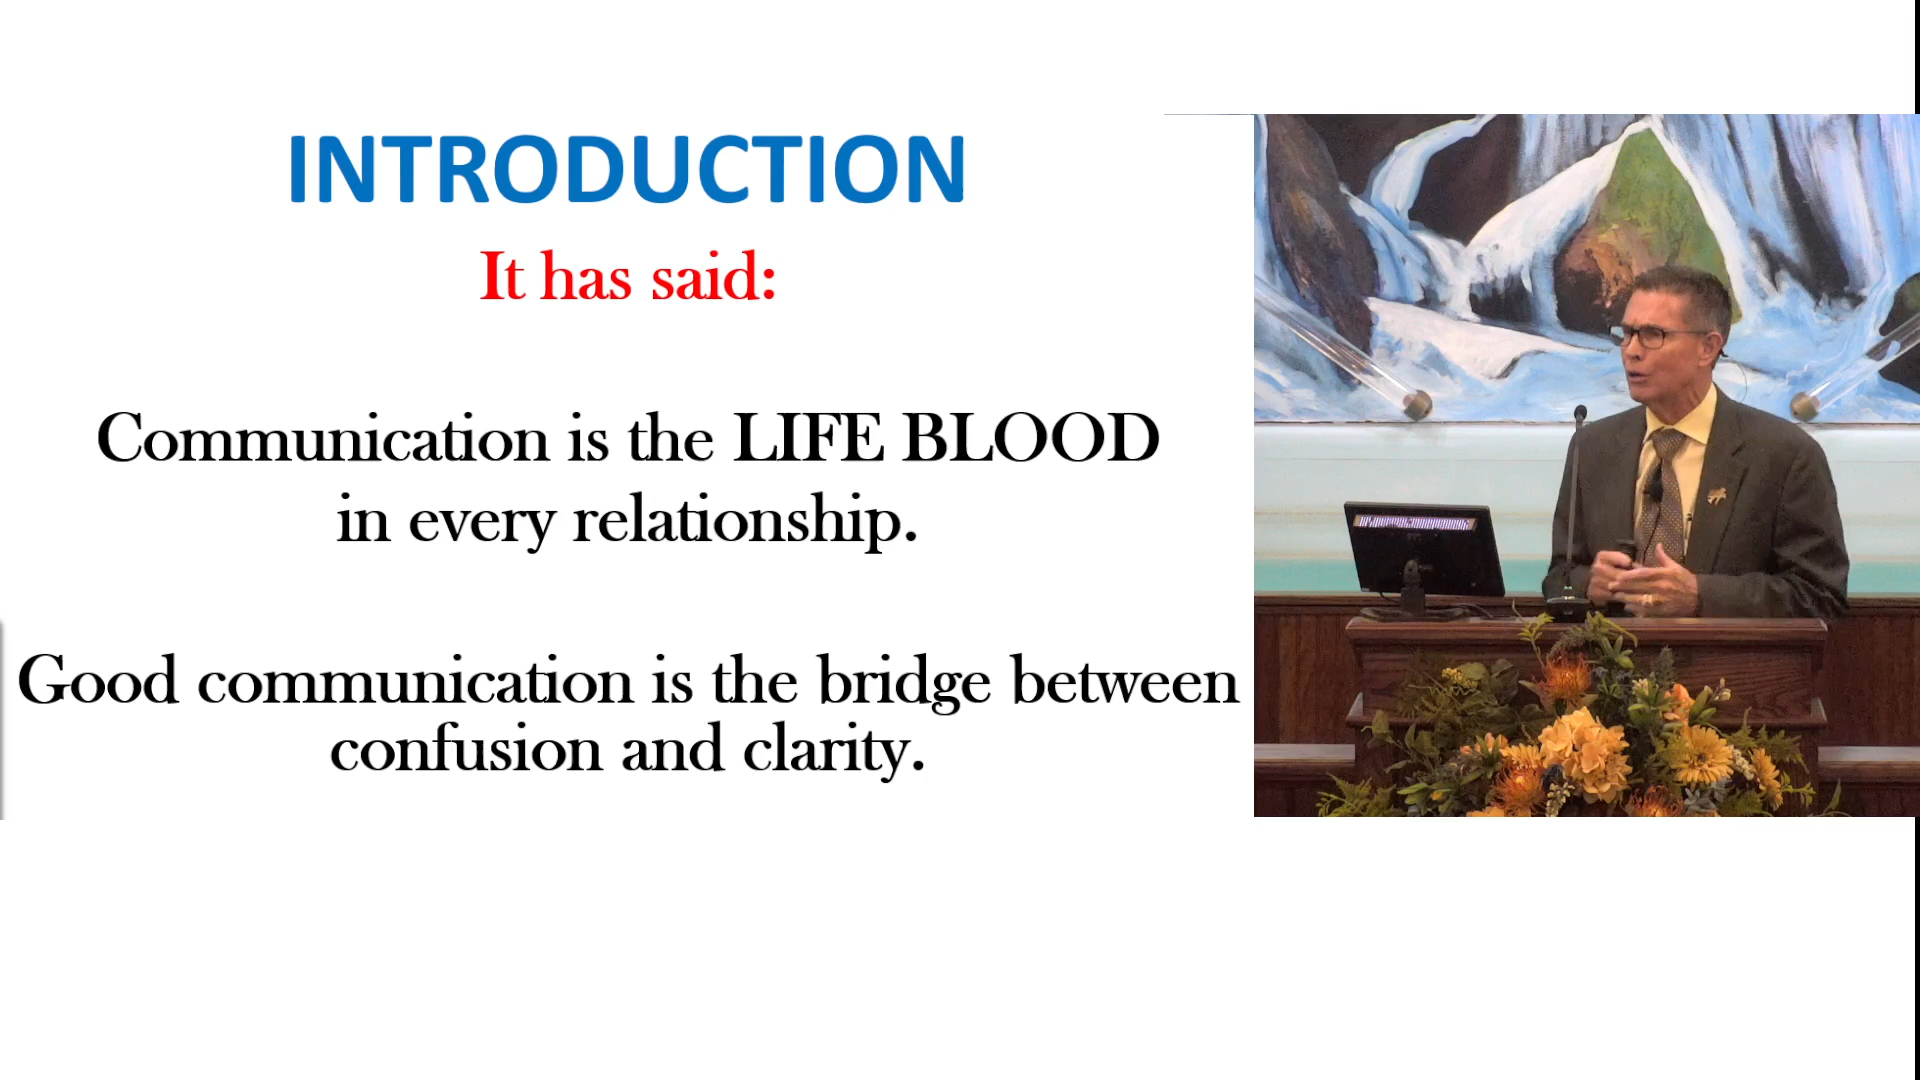 INTRODUCTION
It has said:
Communication is the LIFE BLOOD
in every relationship.
Good communication is the bridge between
confusion and clarity.